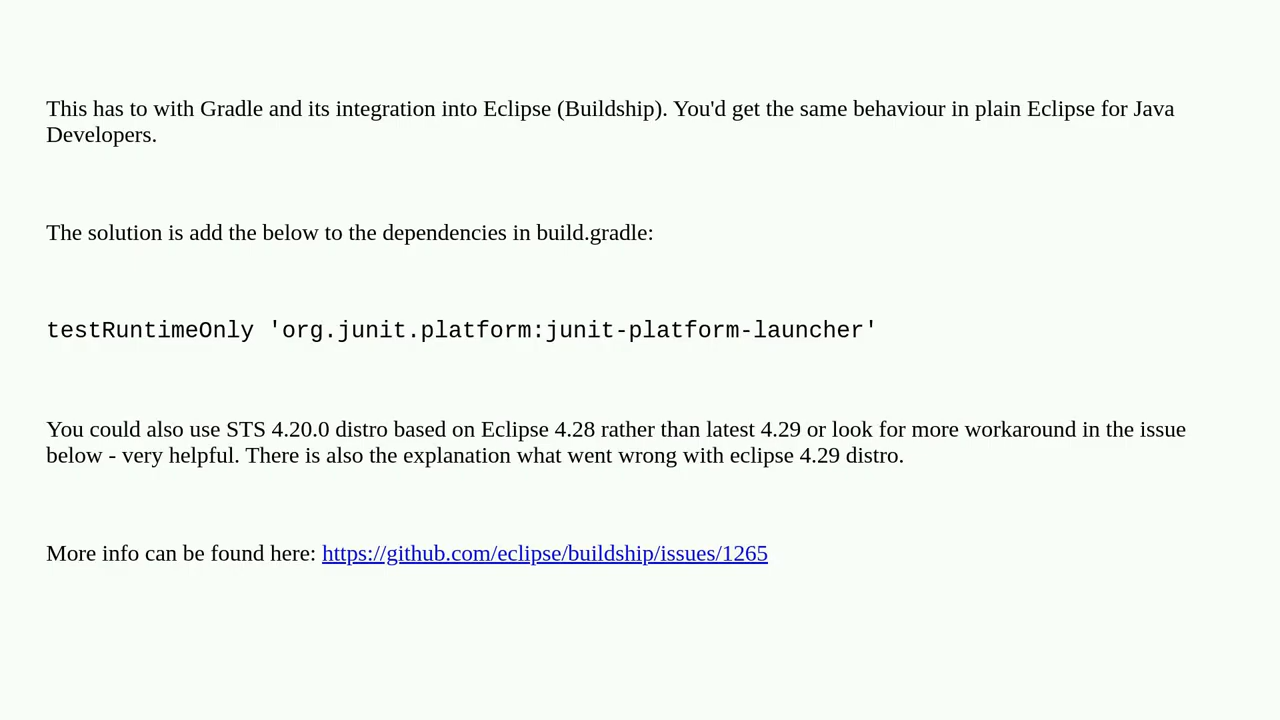 This has to with Gradle and its integration into Eclipse (Buildship). You'd get the same behaviour in plain Eclipse for Java
Developers.
The solution is add the below to the dependencies in build.gradle:
testRuntimeOnly 'org.junit.platform:junit-platform-launcher'
You could also use STS 4.20.0 distro based on Eclipse 4.28 rather than latest 4.29 or look for more workaround in the issue
below - very helpful. There is also the explanation what went wrong with eclipse 4.29 distro.
More info can be found here: https://github.com/eclipse/buildship/issues/1265